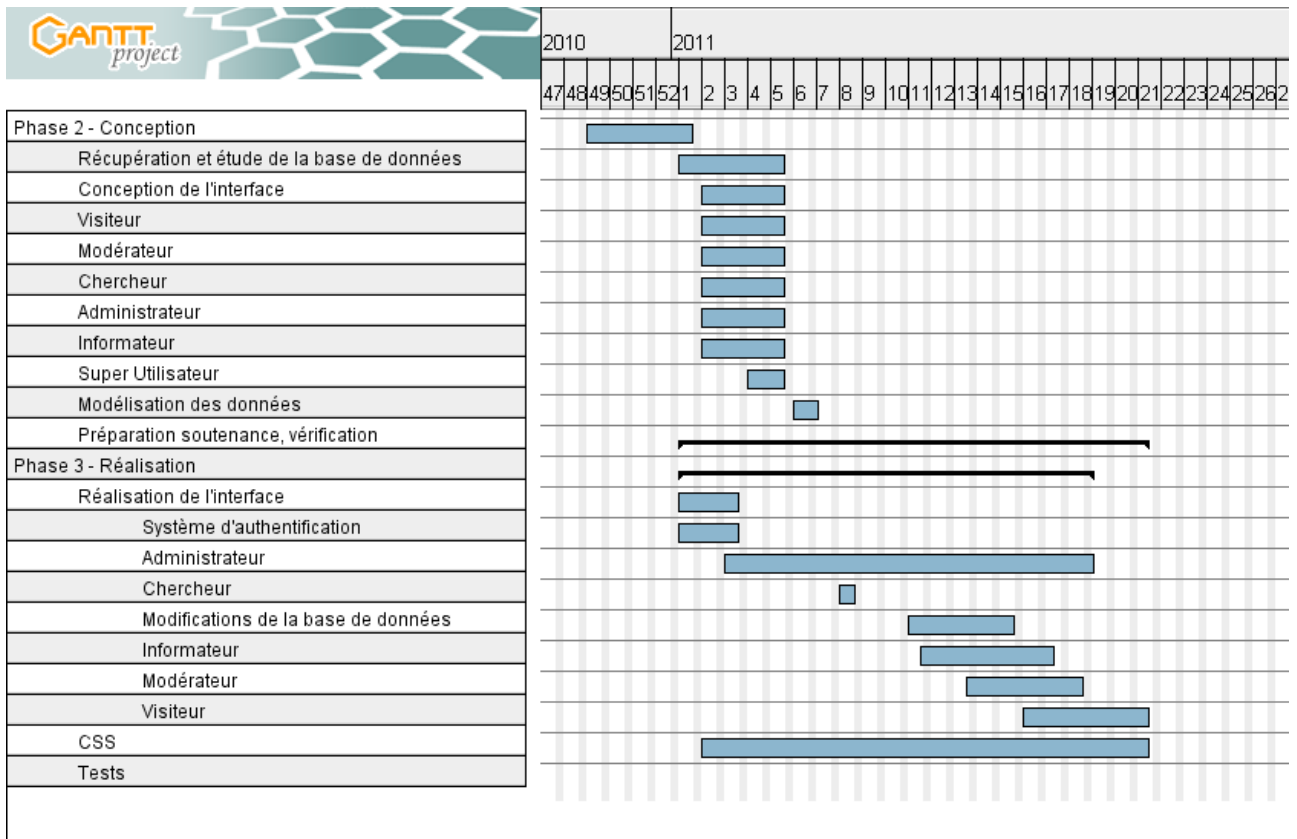 GANTT
project
2010 2011
47 48 49 50 51 52 1 2 3 4 5 6 7 8 9 10 11 12 13 14 15 16 17 18 19 20 21 22 23 24 25 26 2
Phase 2 - Conception
Récupération et étude de la base de données
Conception de l'interface
Visiteur
Modérateur
Chercheur
Administrateur
Informateur
Super Utilisateur
Modélisation des données
Préparation soutenance, vérification
Phase 3 - Réalisation
Réalisation de l'interface
Système d'authentification
Administrateur
Chercheur
Modifications de la base de données
Informateur
Modérateur
Visiteur
CSS
Tests